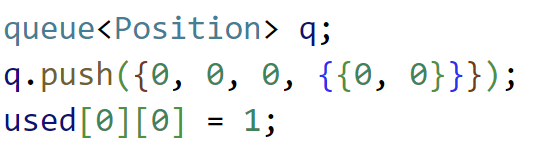 queue<Position> q;
q.push({0, 0, 0, {{0, 0}}});
used[0][0] = 1;